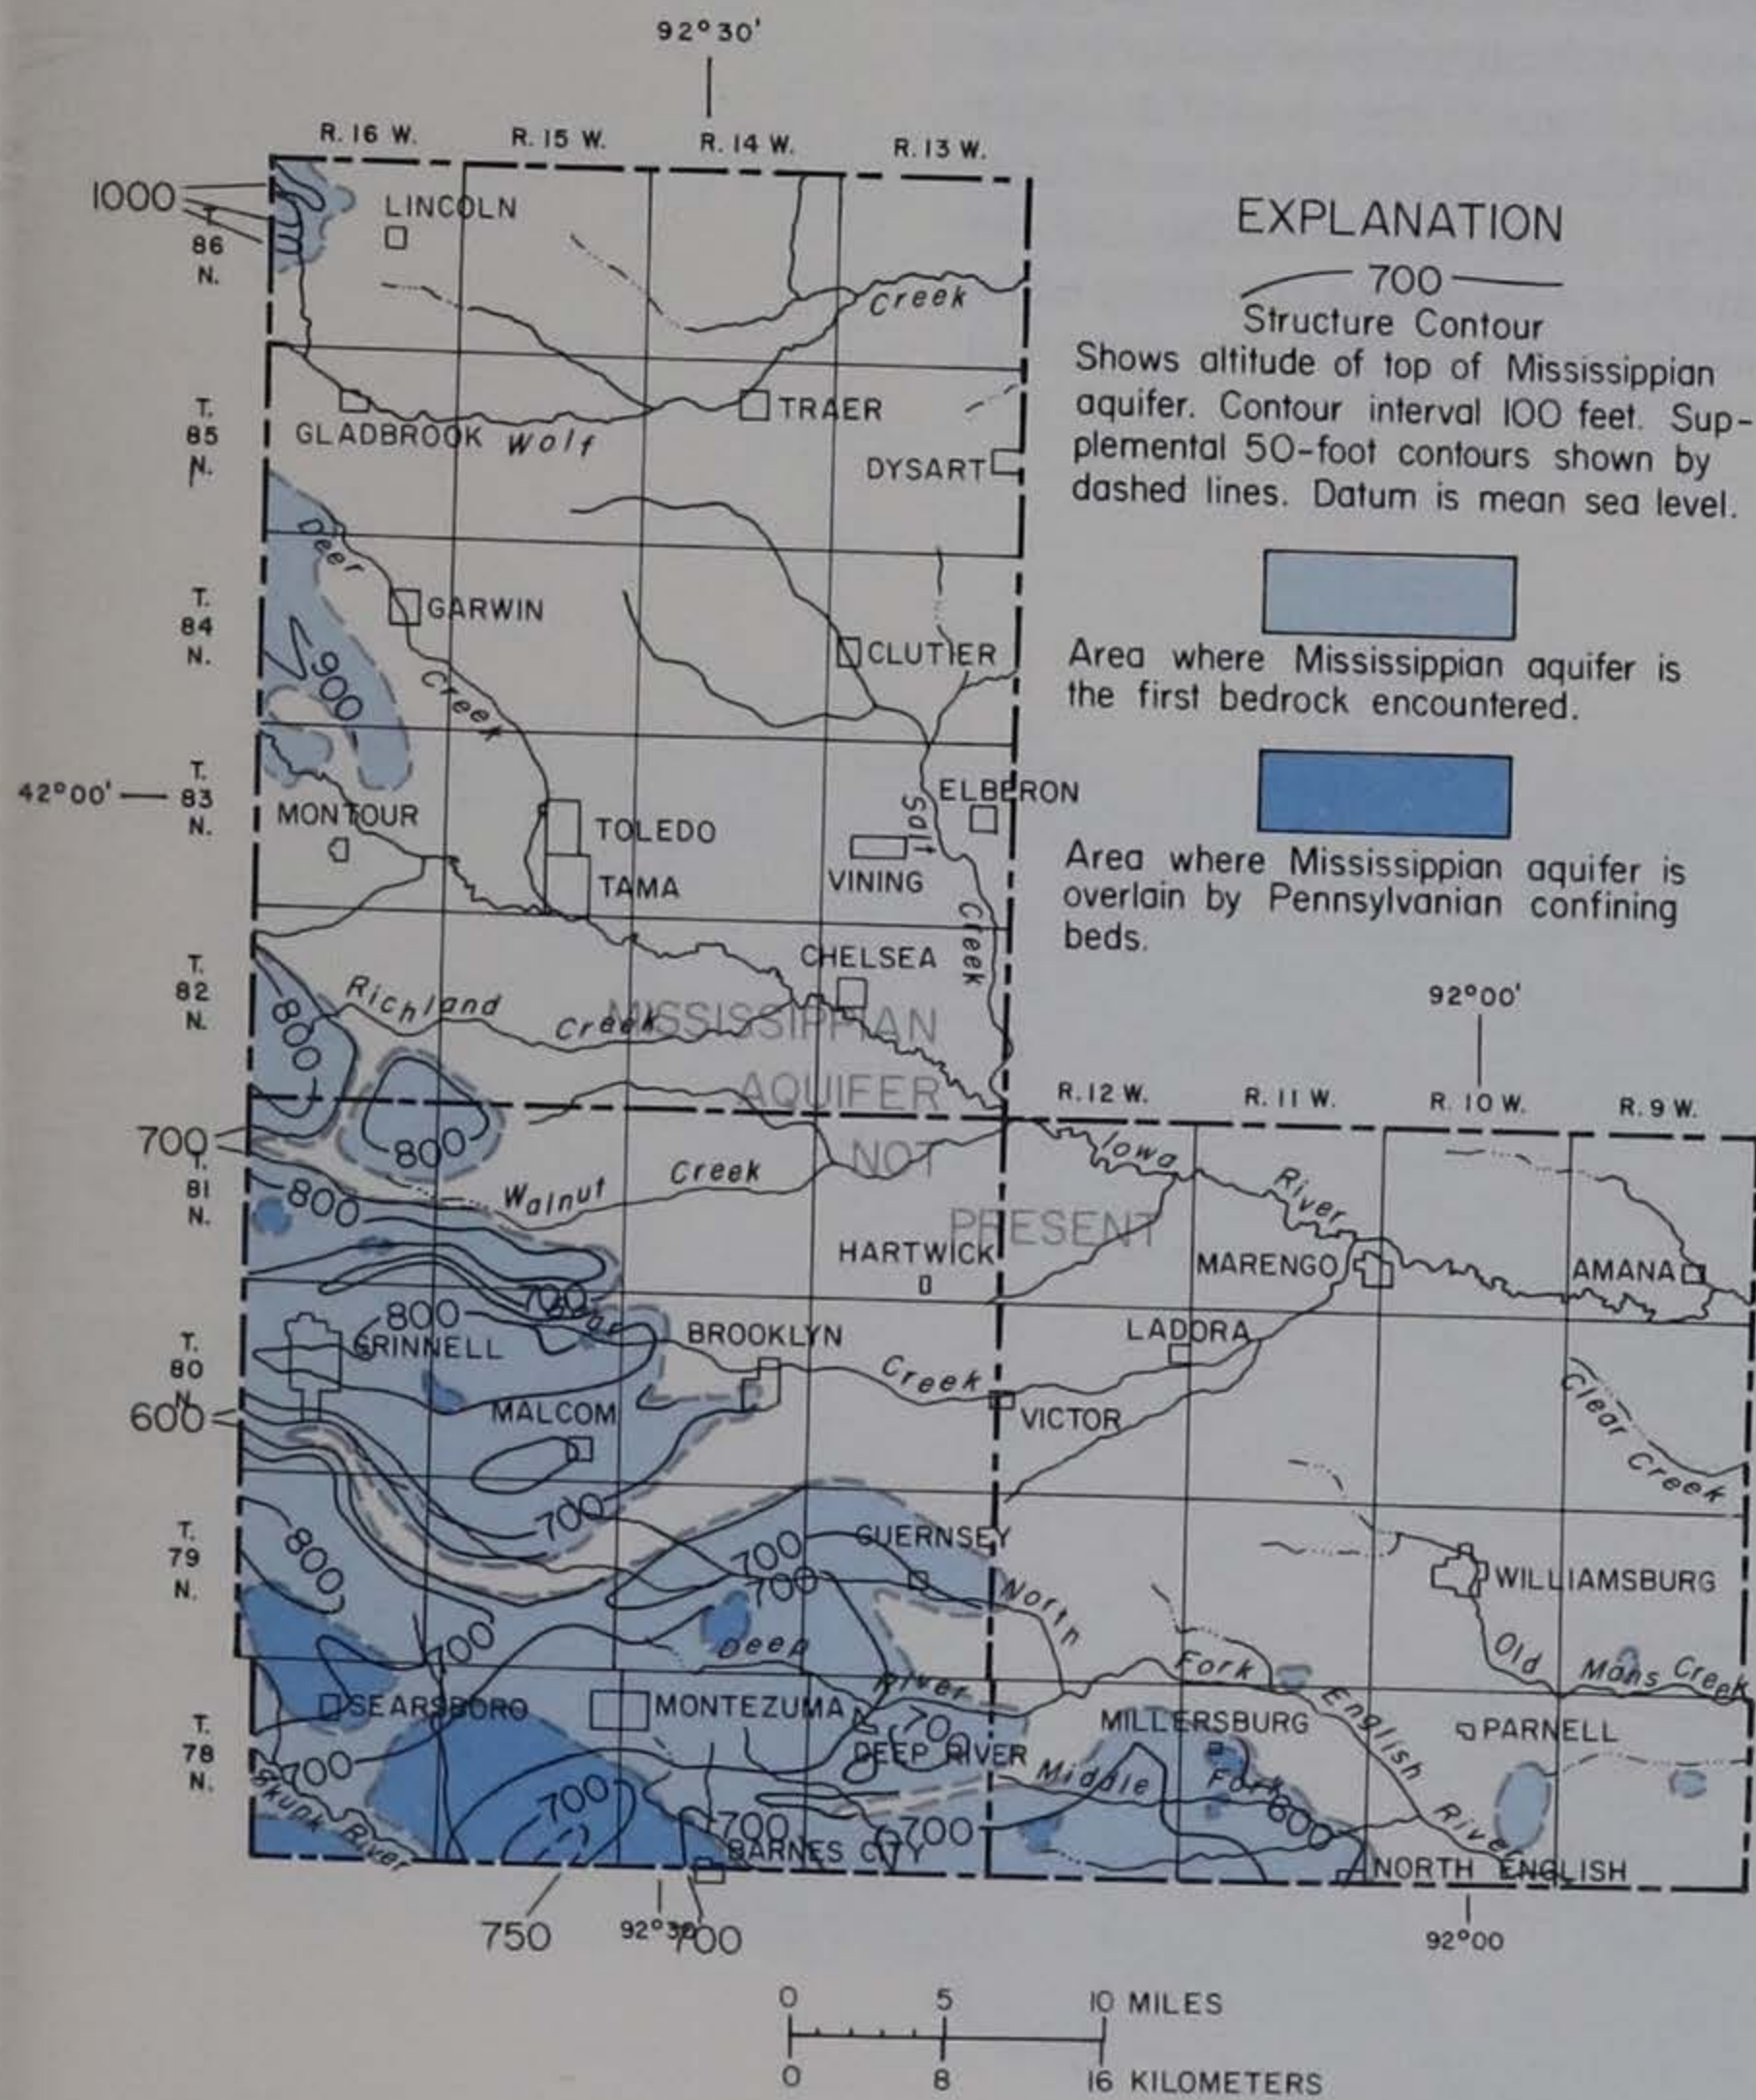 92°30'
R. 16 W. R. 15 W. R. 14 W. R. 13 W.
1000
T.
86
N.
LINCOLN
Creek
EXPLANATION
700
Structure Contour
Shows altitude of top of Mississippian
aquifer. Contour interval 100 feet. Sup-
plemental 50-foot contours shown by
dashed lines. Datum is mean sea level.
Area where Mississippian aquifer is
the first bedrock encountered.
Area where Mississippian aquifer is
overlain by Pennsylvanian confining
beds.
T.
85
N.
TRAER
GLADBROOK
Wolf
DYSART
Deer
Creek
T.
84
N.
GARWIN
CLUTIER
900
42°00'
T.
83
N.
ELBERON
MONTOUR
TOLEDO
Salt
Creek
VINING
TAMA
CHELSEA
T.
82
N.
Richland
Creek
800
MISSISSIPPIAN
AQUIFER
NOT
PRESENT
92°00'
R. 12 W. R. 11 W. R. 10 W. R. 9 W.
700
800
T.
81
N.
800
Walnut
Creek
Iowa
River
HARTWICK
MARENGO
AMANA
700
Bear
Creek
800
GRINNELL
BROOKLYN
LADORA
T.
80
N.
600
MALCOM
VICTOR
Clear Creek
700
T.
79
N.
800
700
700
GUERNSEY
North
WILLIAMSBURG
700
Deep
River
Fork
English
River
Old
Mans Creek
T.
78
N.
SEARSBORO
MONTEZUMA
700
DEEP RIVER
MILLERSBURG
PARNELL
700
Skunk River
700
Middle
Fork
600
700
700
BARNES CITY
NORTH ENGLISH
750
92°30'
700
92°00
0 5 10 MILES
0 8 16 KILOMETERS